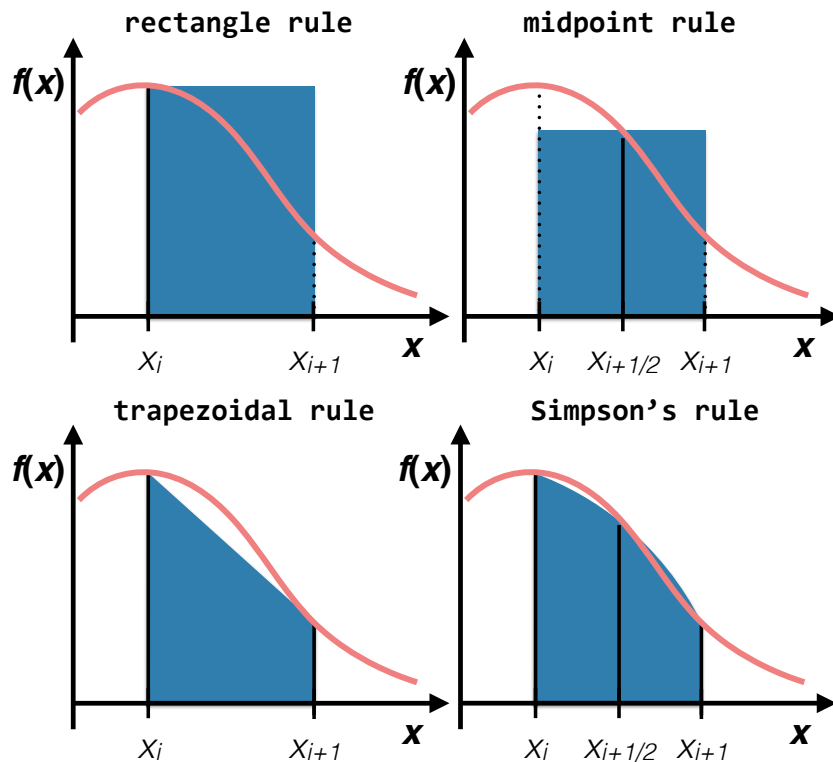 rectangle rule
f(x)
x
Xi
Xi+1
midpoint rule
f(x)
x
Xi
Xi+1/2
Xi+1
trapezoidal rule
f(x)
x
Xi
Xi+1
Simpson’s rule
f(x)
x
Xi
Xi+1/2
Xi+1